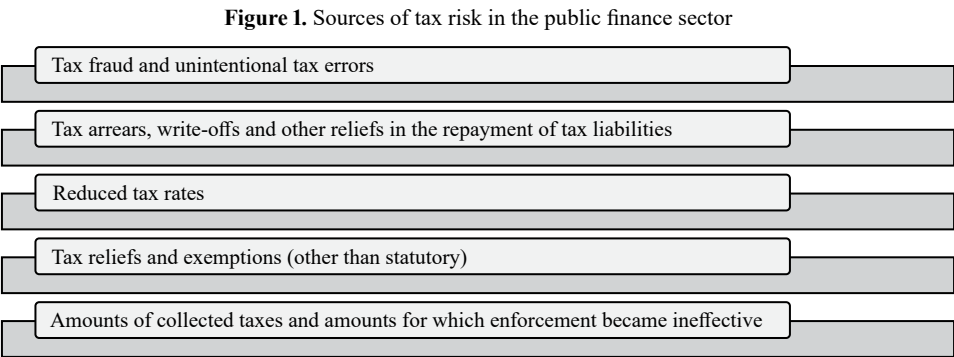 Figure 1. Sources of tax risk in the public finance sector
Tax fraud and unintentional tax errors
Tax arrears, write-offs and other reliefs in the repayment of tax liabilities
Reduced tax rates
Tax reliefs and exemptions (other than statutory)
Amounts of collected taxes and amounts for which enforcement became ineffective